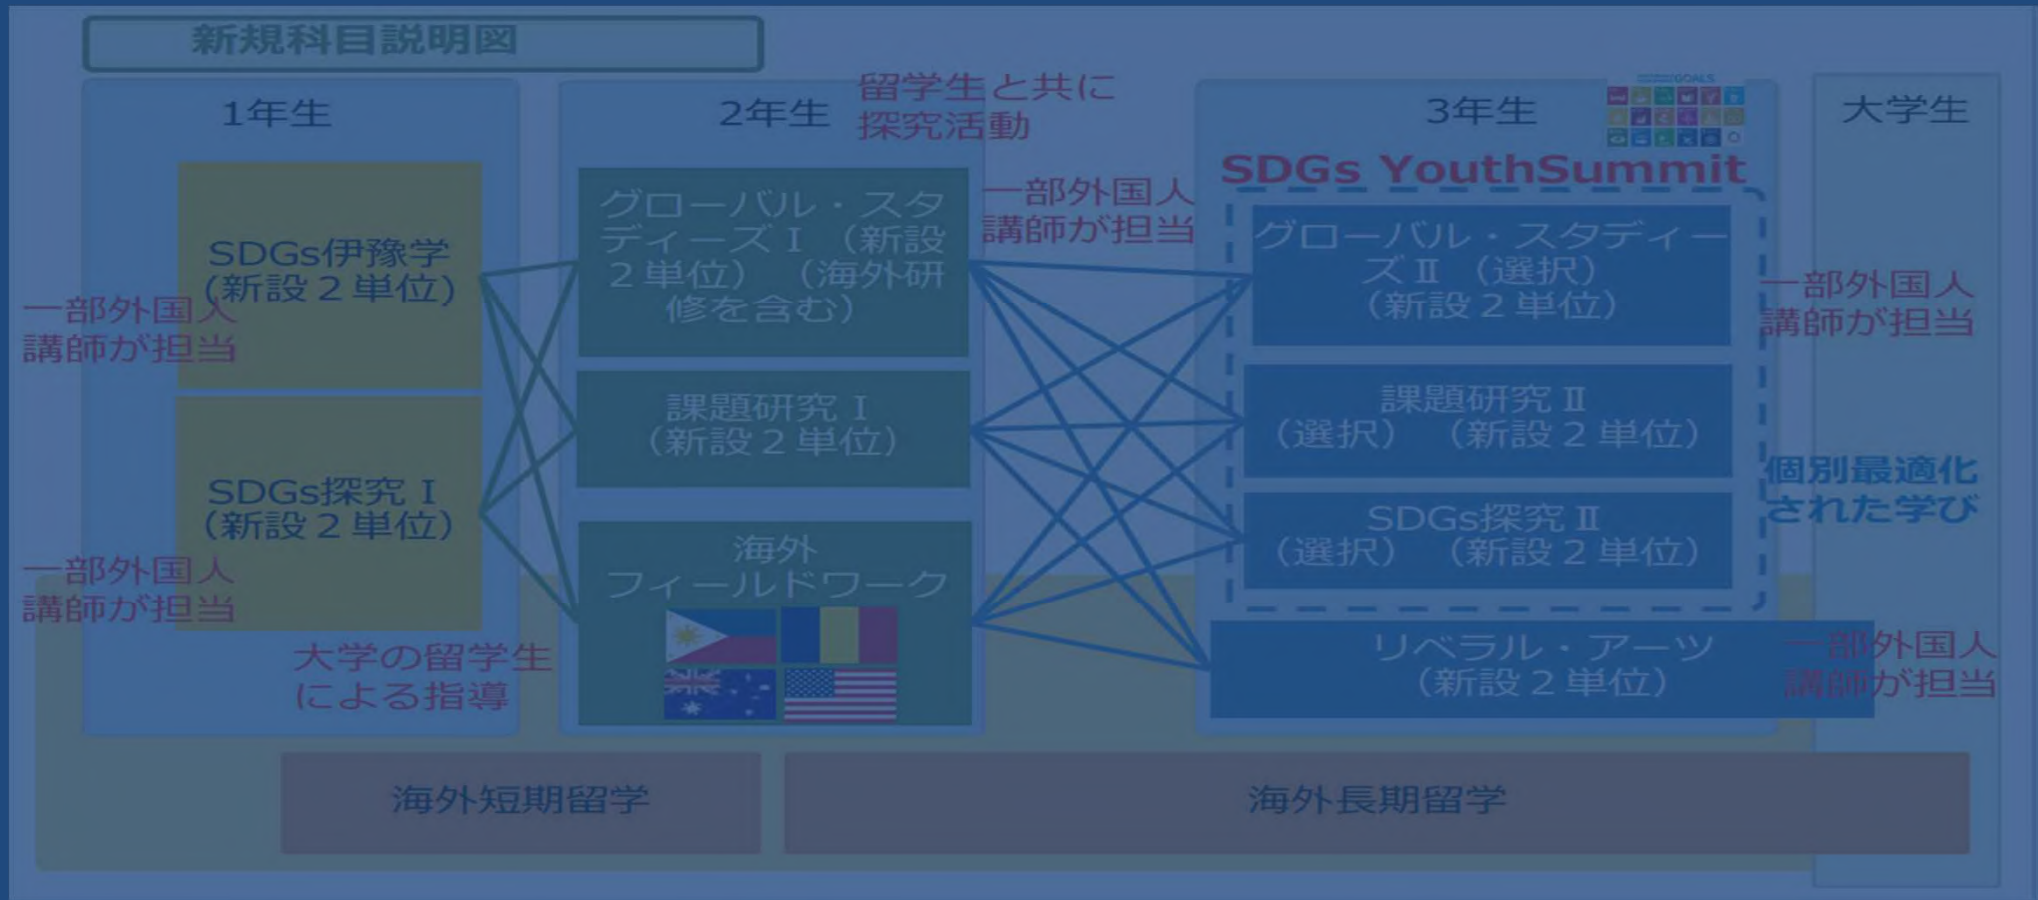 新規科目説明図
1年生
SDGs伊豫学
(新設２単位)
一部外国人
講師が担当
SDGs探究Ⅰ
（新設２単位）
一部外国人
講師が担当
大学の留学生
による指導
2年生
留学生と共に
探究活動
グローバル・スタ
ディーズⅠ（新設
２単位）（海外研
修を含む）
一部外国人
講師が担当
課題研究Ⅰ
（新設２単位）
海外
フィールドワーク
3年生
GOALS
SDGs YouthSummit
グローバル・スタディー
ズⅡ（選択）
（新設２単位）
一部外国人
講師が担当
課題研究Ⅱ
（選択）（新設２単位）
SDGs探究Ⅱ
（選択）（新設２単位）
リベラル・アーツ
（新設２単位）
一部外国人
講師が担当
大学生
個別最適化
された学び
海外短期留学
海外長期留学